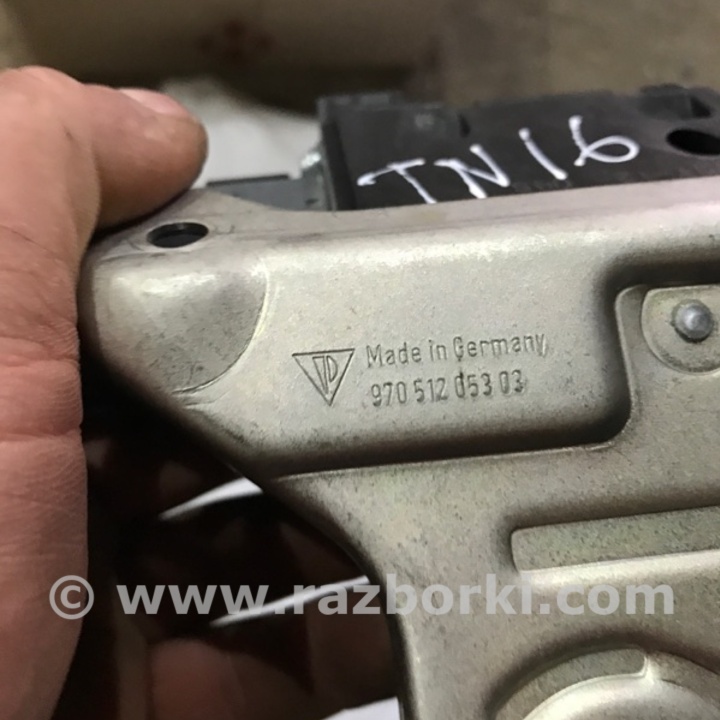 TN16
Made in Germany
970 512 053 03
© www.razborki.com